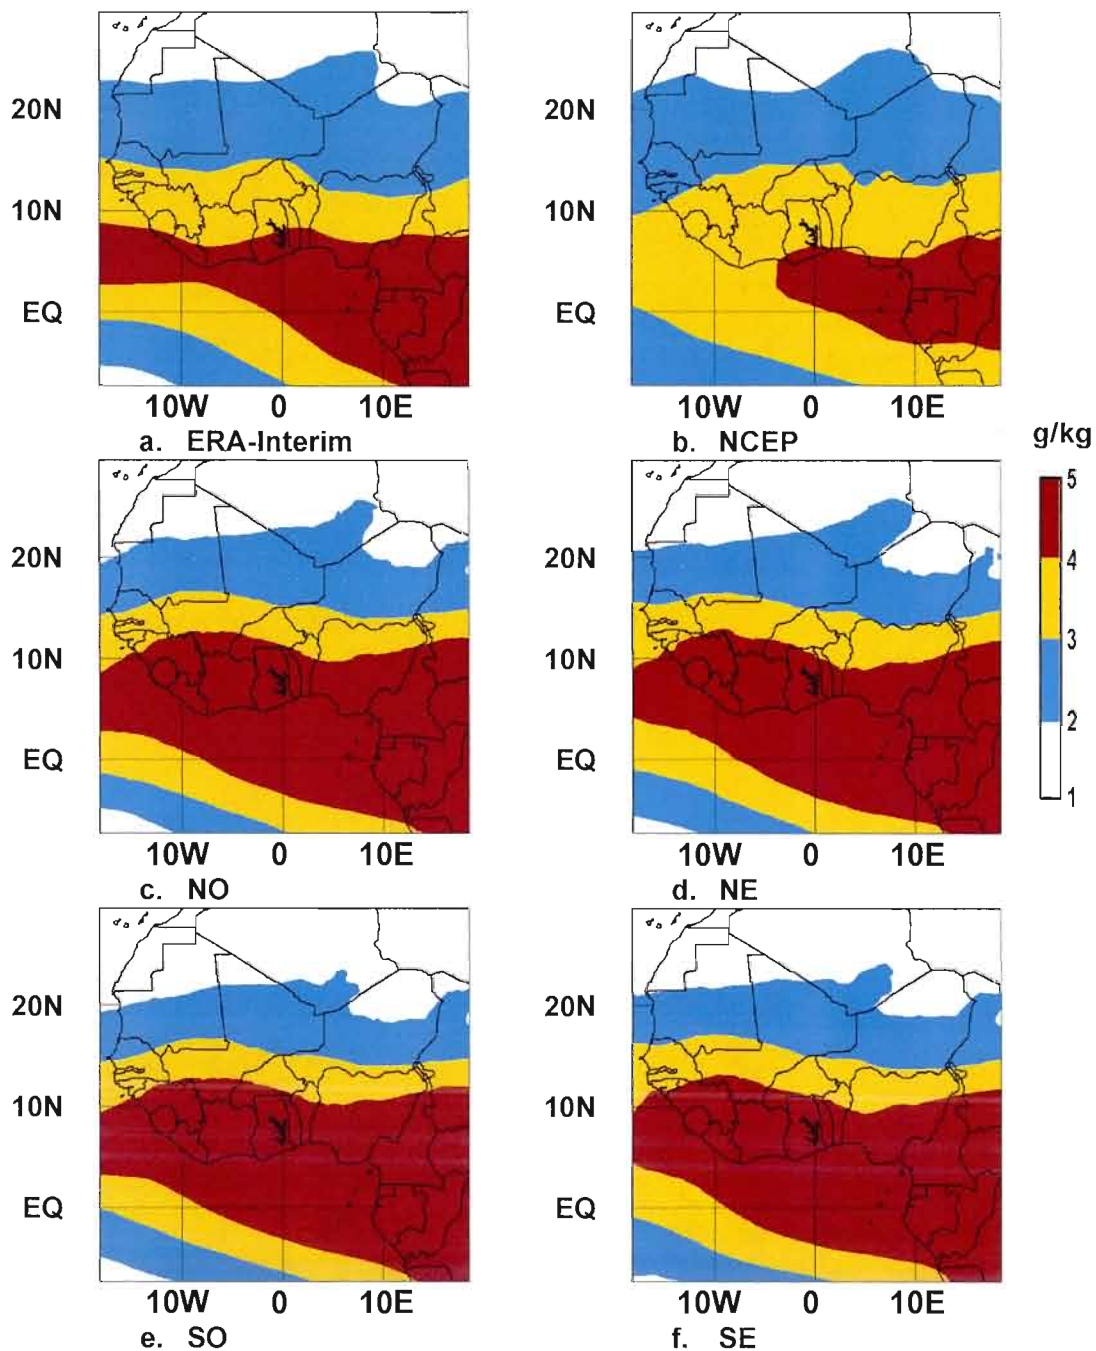 20N
10N
EQ
10W 0 10E
a. ERA-Interim
20N
10N
EQ
10W 0 10E
b. NCEP
g/kg
5
4
3
2
1
20N
10N
EQ
10W 0 10E
c. NO
20N
10N
EQ
10W 0 10E
d. NE
20N
10N
EQ
10W 0 10E
e. SO
20N
10N
EQ
10W 0 10E
f. SE